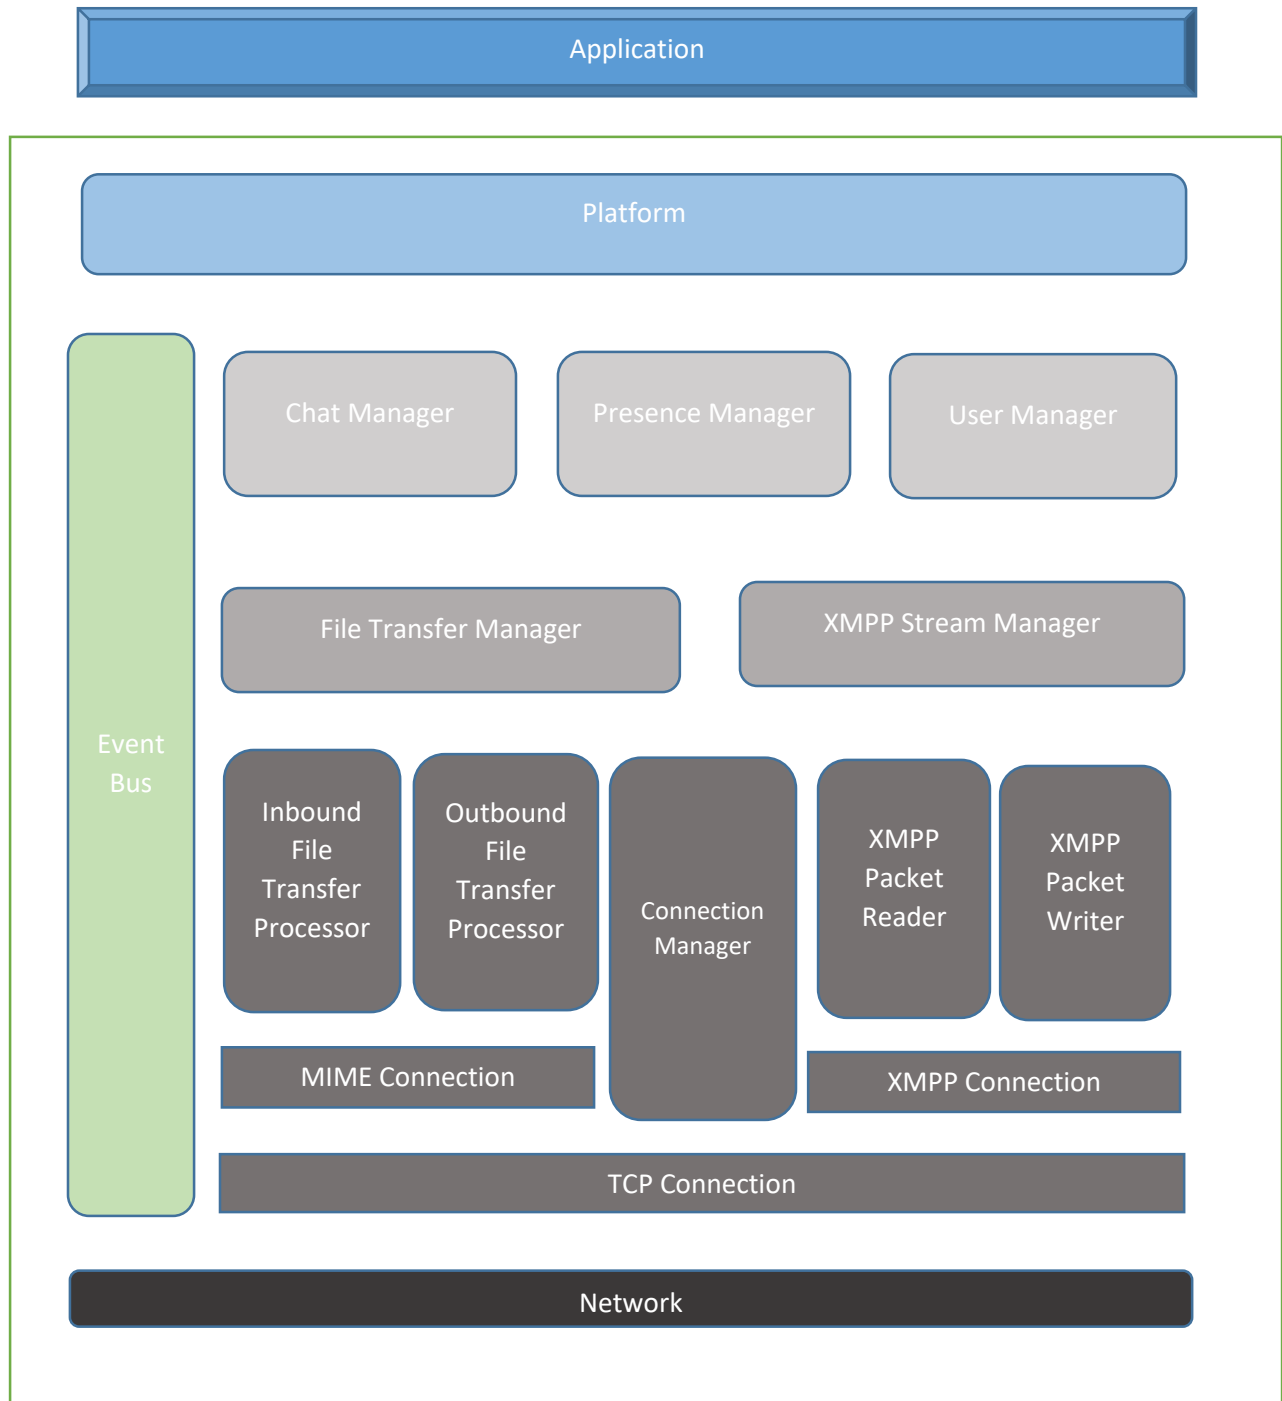 Application
Platform
Chat Manager
Presence Manager
User Manager
File Transfer Manager
XMPP Stream Manager
Event
Bus
Inbound
File
Transfer
Processor
Outbound
File
Transfer
Processor
Connection
Manager
XMPP
Packet
Reader
XMPP
Packet
Writer
MIME Connection
XMPP Connection
TCP Connection
Network